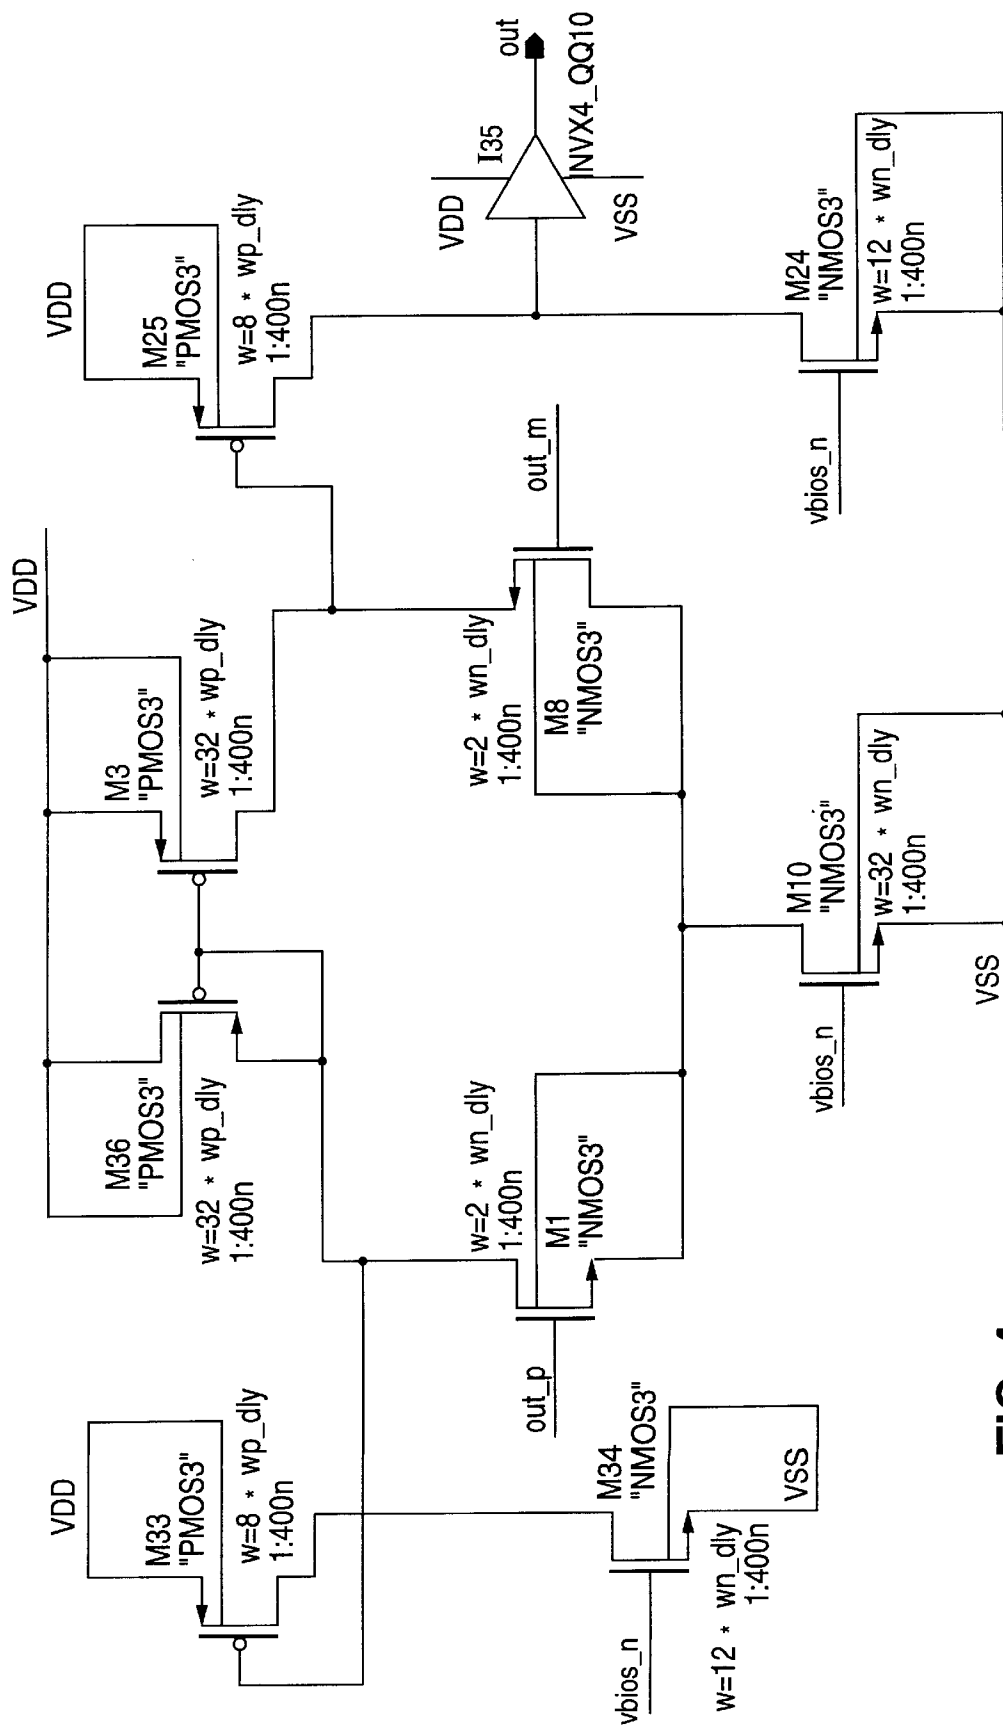 VDD
M33
"PMOS3"
w=8 * wp_dly
1:400n
vbios_n
M34
"NMOS3"
w=12 * wn_dly
1:400n
VSS
VDD
M36
"PMOS3"
w=32 * wp_dly
1:400n
M3
"PMOS3"
w=32 * wp_dly
1:400n
out_p
w=2 * wn_dly
1:400n
M1
"NMOS3"
w=2 * wn_dly
1:400n
M8
"NMOS3"
out_m
vbios_n
M10
"NMOS3"
w=32 * wn_dly
1:400n
VSS
VDD
M25
"PMOS3"
w=8 * wp_dly
1:400n
vbios_n
M24
"NMOS3"
w=12 * wn_dly
1:400n
VDD
I35
VSS
INVX4_QQ10
out